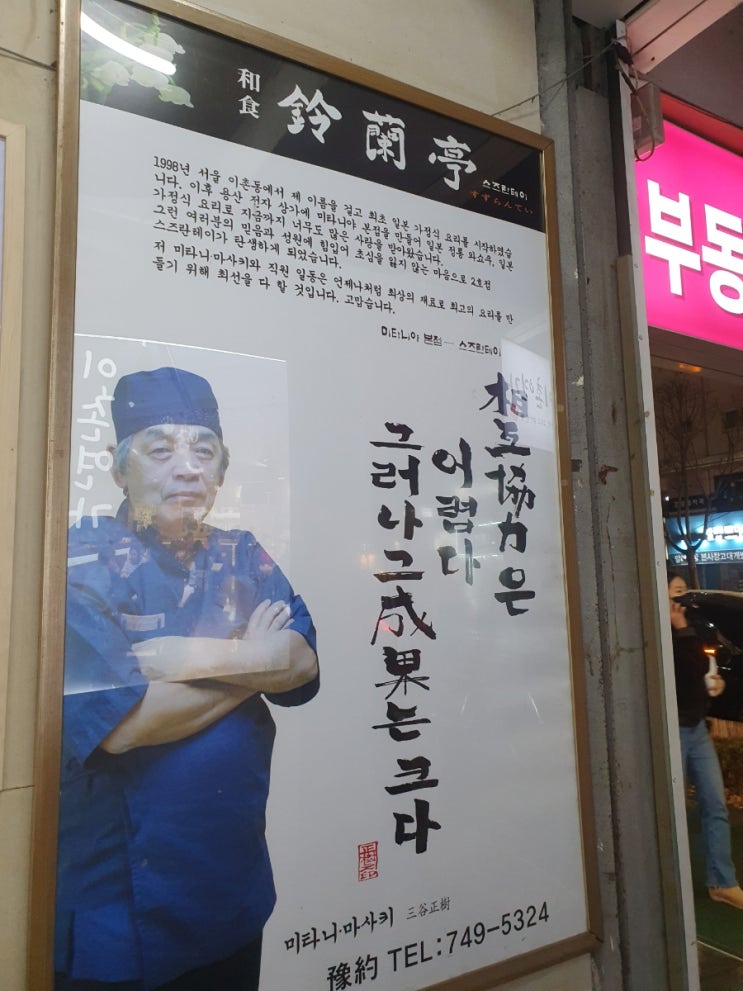 和食
鈴蘭亭
스즈란테이
すずらんてい
1998년 서울 이촌동에서 제 이름을 걸고 최초 일본 가정식 요리를 시작하였습
니다. 이후 용산 전자 상가에 미타니야 본점을 만들어 일본 정통 와쇼쿠, 일본
가정식 요리로 지금까지 너무도 많은 사랑을 받아왔습니다.
그런 여러분의 믿음과 성원에 힘입어 초심을 잃지 않는 마음으로 2호점
스즈란테이가 탄생하게 되었습니다.
저 미타니·마사키와 직원 일동은 언제나처럼 최상의 재료로 최고의 요리를 만
들기 위해 최선을 다 할 것입니다. 고맙습니다.
미타니야 본점 스즈란테이
相互協力은
어렵다
그러나 그 成果는 크다
미타니·마사키 三谷正樹
豫約 TEL:749-5324
부동